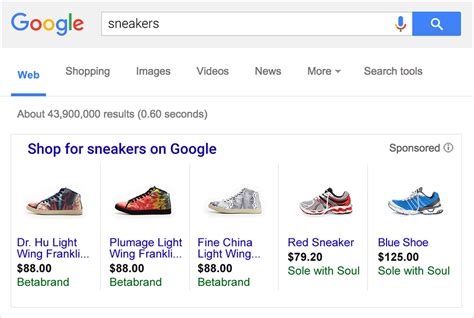 Google
sneakers
Web Shopping Images Videos News More Search tools
About 43,900,000 results (0.60 seconds)
Shop for sneakers on Google
Sponsored
Dr. Hu Light
Wing Frankli...
$88.00
Betabrand
Plumage Light
Wing Frankli...
$88.00
Betabrand
Fine China
Light Wing...
$88.00
Betabrand
Red Sneaker
$79.20
Sole with Soul
Blue Shoe
$125.00
Sole with Soul